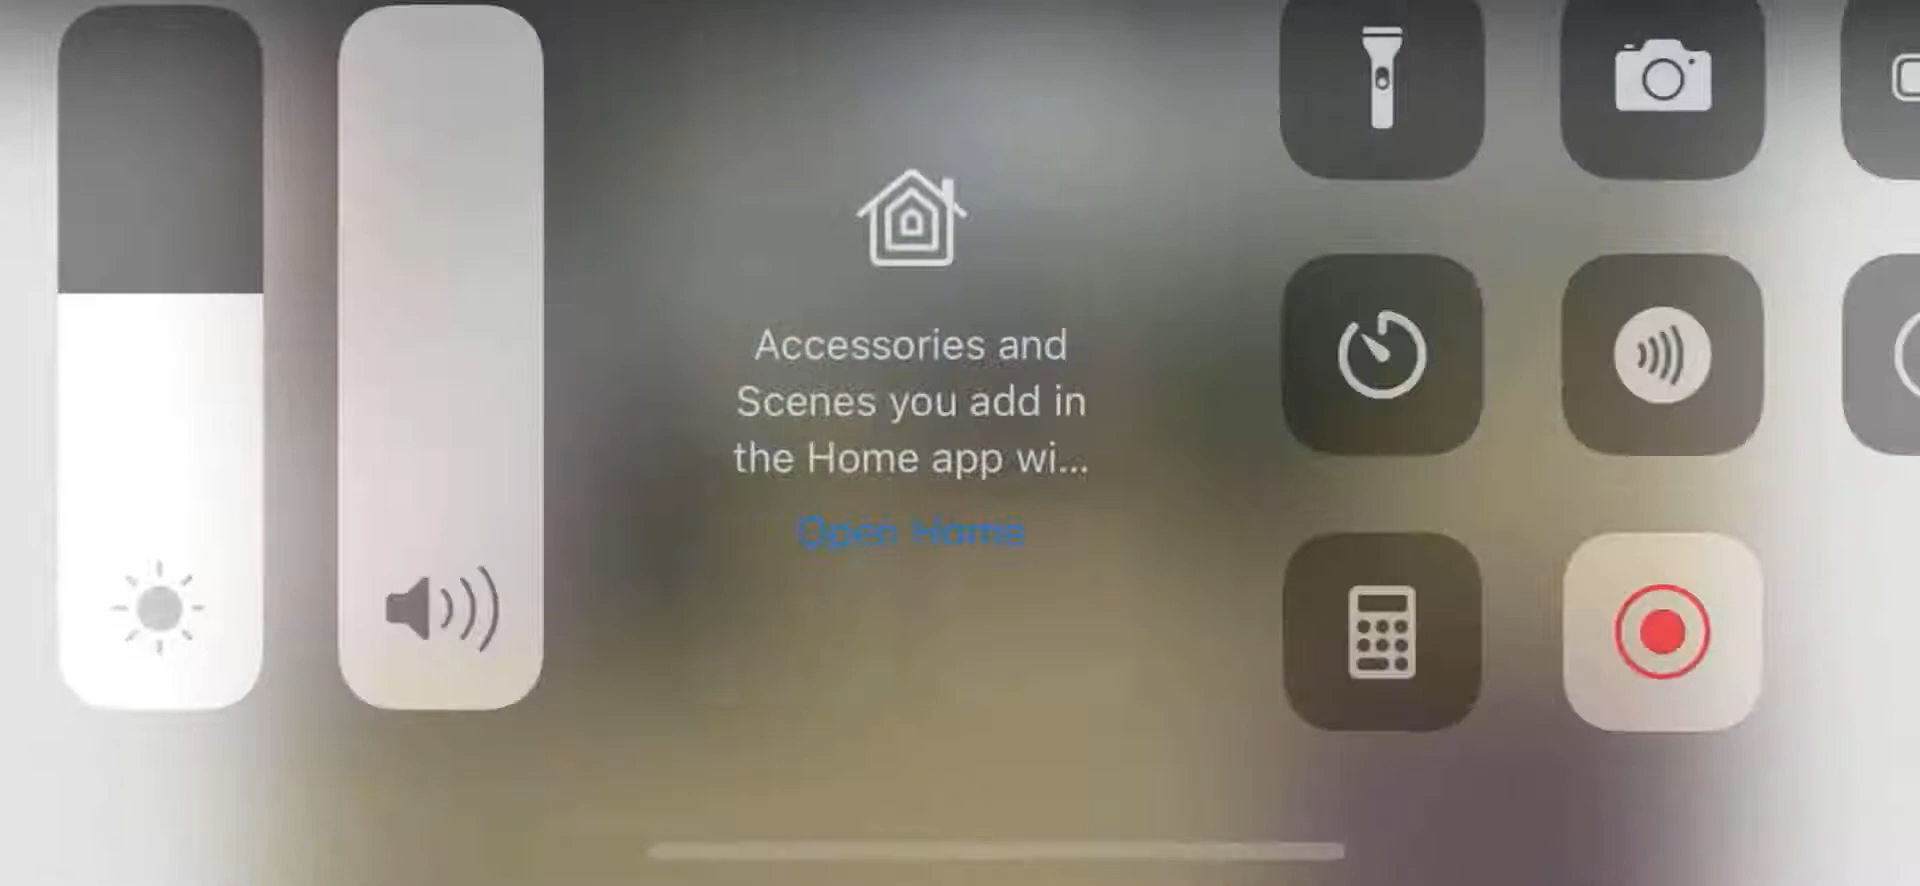 Accessories and
Scenes you add in
the Home app wi...
Open Home